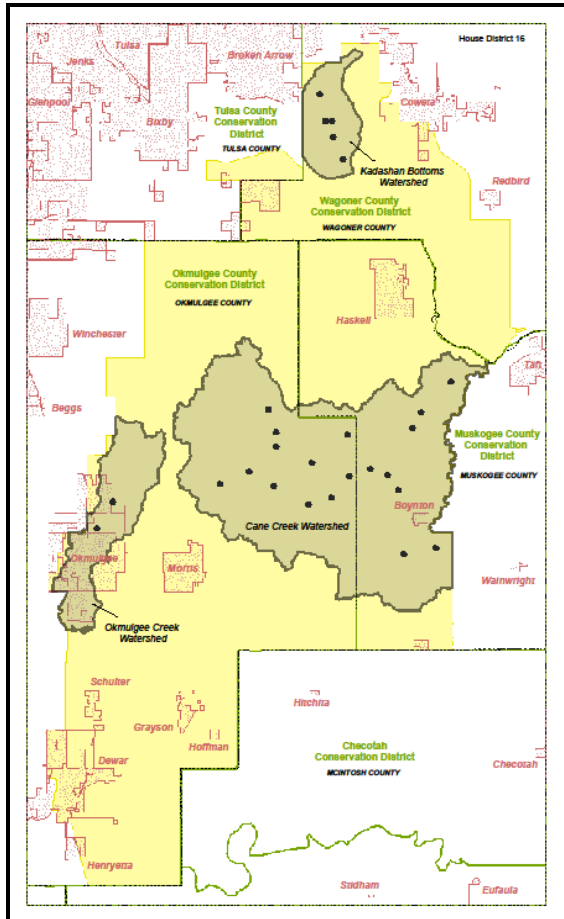 House District 16
Tulsa
Jenks
Broken Arrow
Glenpool
Bixby
Coweta
Tulsa County
Conservation
District
TULSA COUNTY
Kadashan Bottoms
Watershed
Redbird
Wagoner County
Conservation District
WAGONER COUNTY
Okmulgee County
Conservation District
OKMULGEE COUNTY
Haskell
Winchester
Taft
Beggs
Muskogee County
Conservation
District
MUSKOGEE COUNTY
Boynton
Cane Creek Watershed
Okmulgee
Morris
Wainwright
Okmulgee Creek
Watershed
Schulter
Hitchita
Grayson
Hoffman
Dewar
Checotah
Conservation District
MCINTOSH COUNTY
Checotah
Henryetta
Stidham
Eufaula